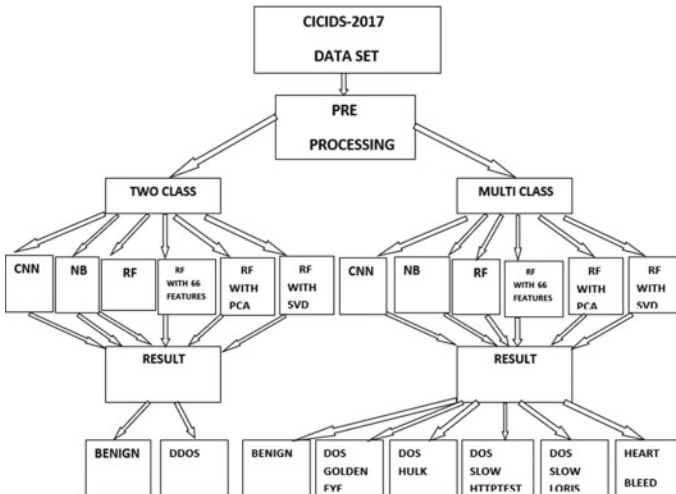 CICIDS-2017
DATA SET
PRE
PROCESSING
TWO CLASS
MULTI CLASS
CNN
NB
RF
RF
WITH 66
FEATURES
RF
WITH
PCA
RF
WITH
SVD
CNN
NB
RF
RF
WITH 66
FEATURES
RF
WITH
PCA
RF
WITH
SVD
RESULT
RESULT
BENIGN
DDOS
BENIGN
DOS
GOLDEN
EYE
DOS
HULK
DOS
SLOW
HTTPTEST
DOS
SLOW
LORIS
HEART
BLEED